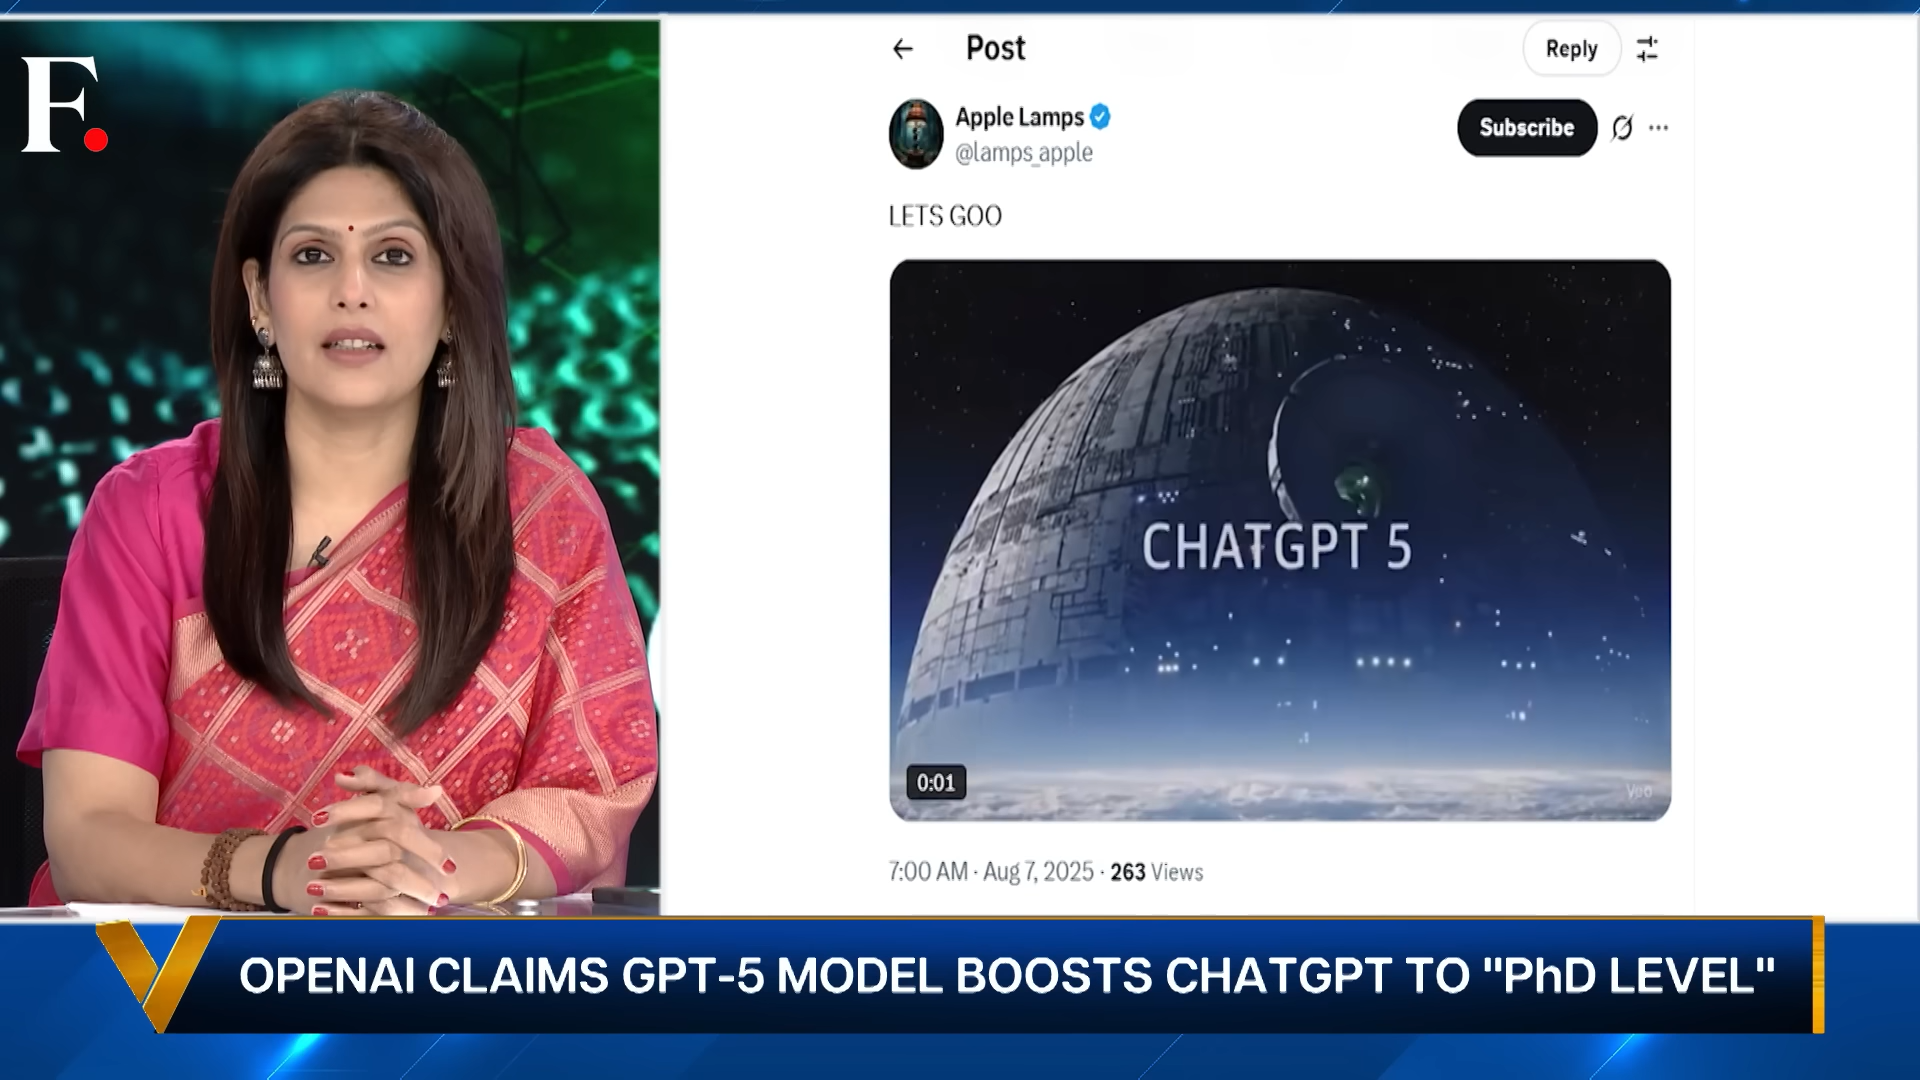 F.
Post
Reply
Apple Lamps
@lamps_apple
Subscribe
LETS GOO
CHATGPT 5
0:01
Veo
7:00 AM · Aug 7, 2025 · 263 Views
OPENAI CLAIMS GPT-5 MODEL BOOSTS CHATGPT TO "PhD LEVEL"